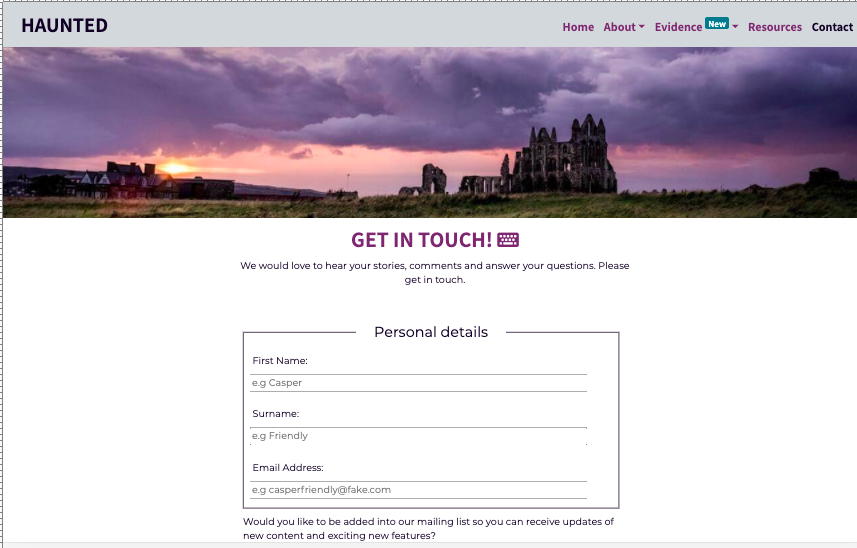 HAUNTED
Home About Evidence New Resources Contact
GET IN TOUCH!
We would love to hear your stories, comments and answer your questions. Please
get in touch.
Personal details
First Name:
e.g Casper
Surname:
e.g Friendly
Email Address:
e.g casperfriendly@fake.com
Would you like to be added into our mailing list so you can receive updates of
new content and exciting new features?